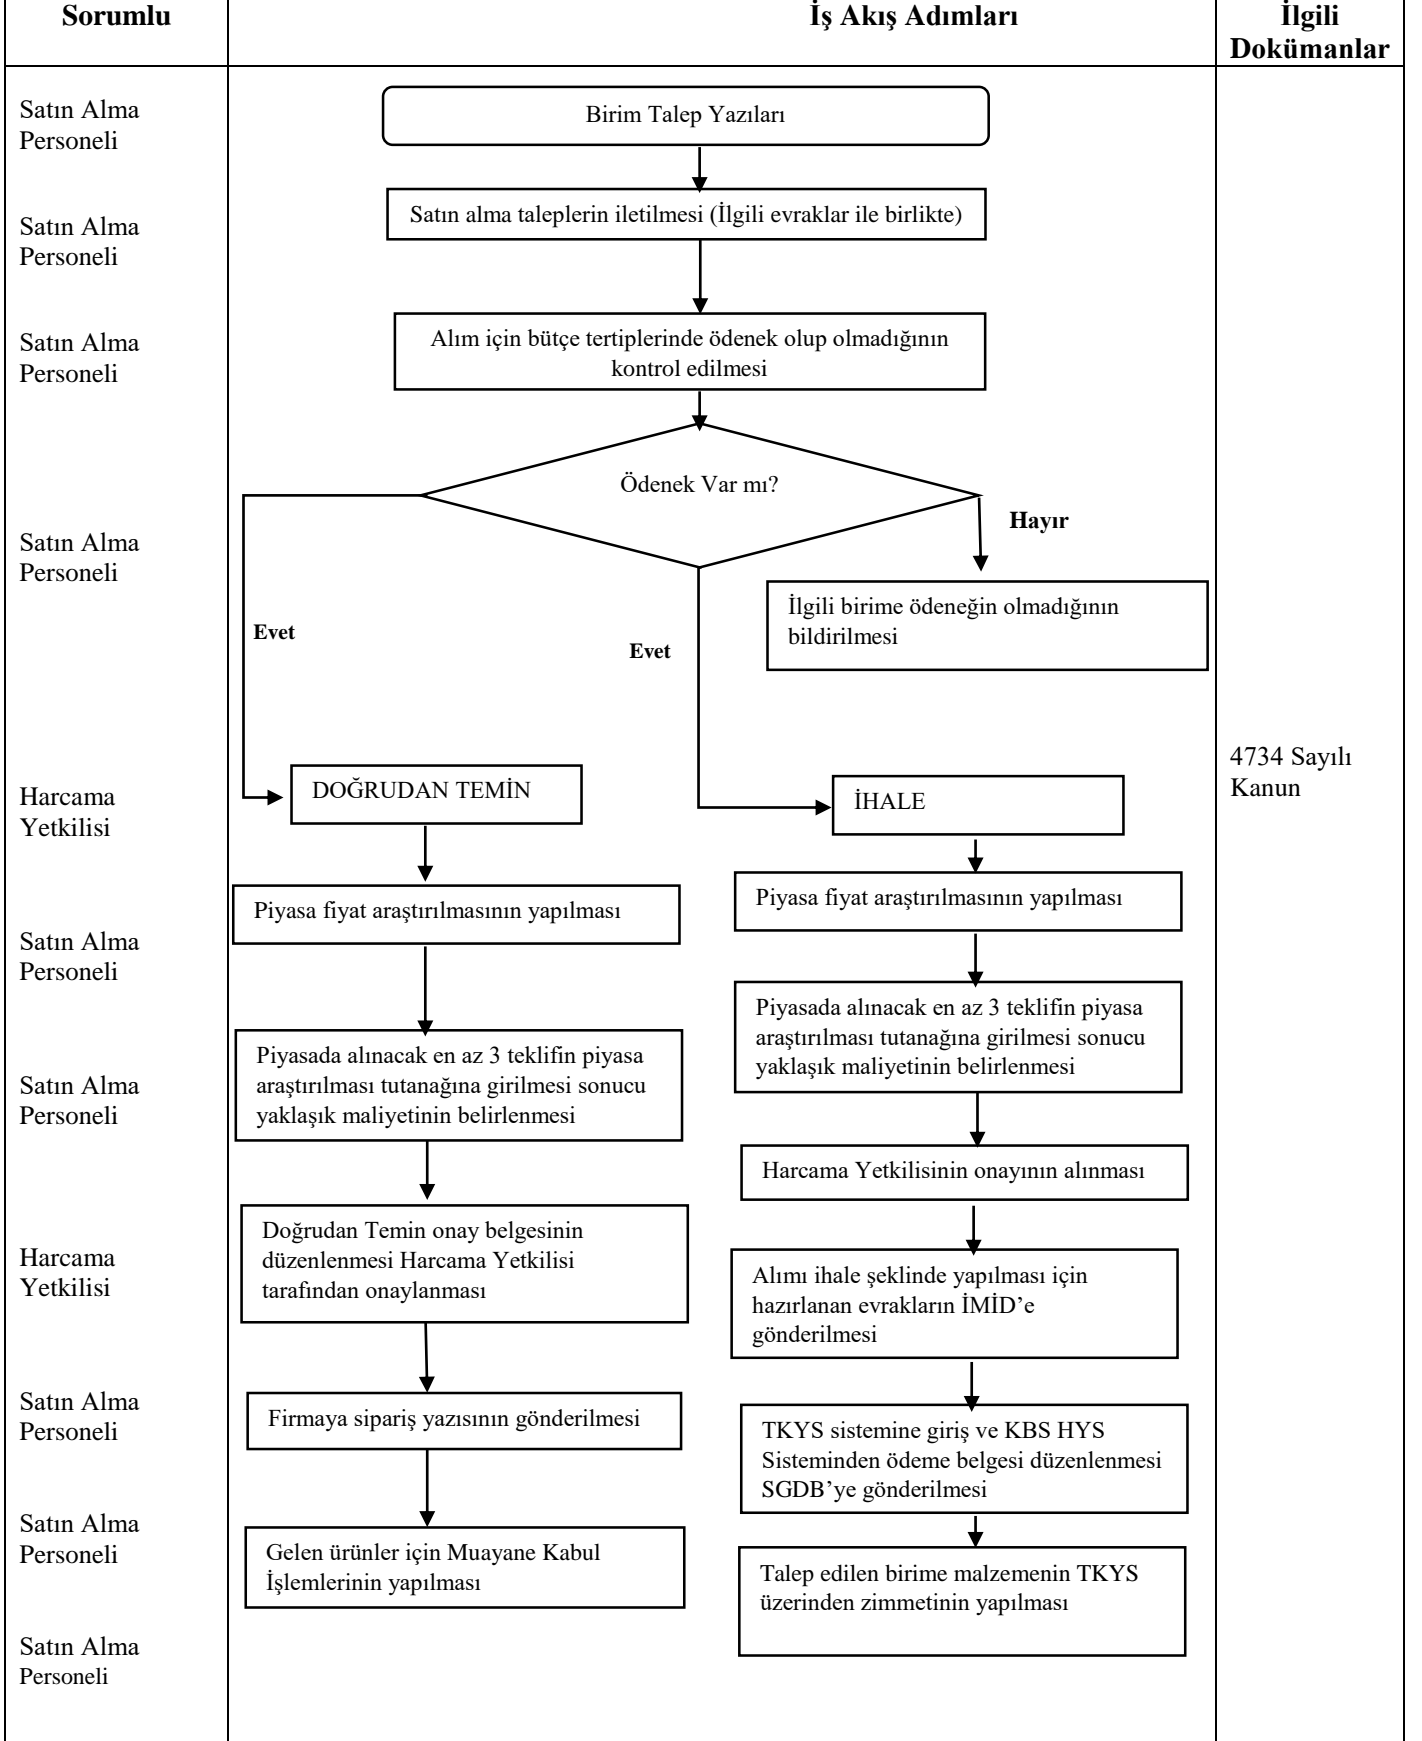 Sorumlu
İş Akış Adımları
İlgili
Dokümanlar
Satın Alma
Personeli
Birim Talep Yazıları
Satın Alma
Personeli
Satın alma taleplerin iletilmesi (İlgili evraklar ile birlikte)
Satın Alma
Personeli
Alım için bütçe tertiplerinde ödenek olup olmadığının
kontrol edilmesi
Ödenek Var mı?
Hayır
Satın Alma
Personeli
İlgili birime ödeneğin olmadığının
bildirilmesi
Evet
Evet
4734 Sayılı
Kanun
Harcama
Yetkilisi
DOĞRUDAN TEMİN
İHALE
Piyasa fiyat araştırılmasının yapılması
Piyasa fiyat araştırılmasının yapılması
Satın Alma
Personeli
Piyasada alınacak en az 3 teklifin piyasa
araştırılması tutanağına girilmesi sonucu
yaklaşık maliyetinin belirlenmesi
Piyasada alınacak en az 3 teklifin piyasa
araştırılması tutanağına girilmesi sonucu
yaklaşık maliyetinin belirlenmesi
Satın Alma
Personeli
Harcama Yetkilisinin onayının alınması
Harcama
Yetkilisi
Doğrudan Temin onay belgesinin
düzenlenmesi Harcama Yetkilisi
tarafından onaylanması
Alımı ihale şeklinde yapılması için
hazırlanan evrakların İMİD’e
gönderilmesi
Satın Alma
Personeli
Firmaya sipariş yazısının gönderilmesi
TKYS sistemine giriş ve KBS HYS
Sisteminden ödeme belgesi düzenlenmesi
SGDB’ye gönderilmesi
Satın Alma
Personeli
Gelen ürünler için Muayane Kabul
İşlemlerinin yapılması
Talep edilen birime malzemenin TKYS
üzerinden zimmetinin yapılması
Satın Alma
Personeli